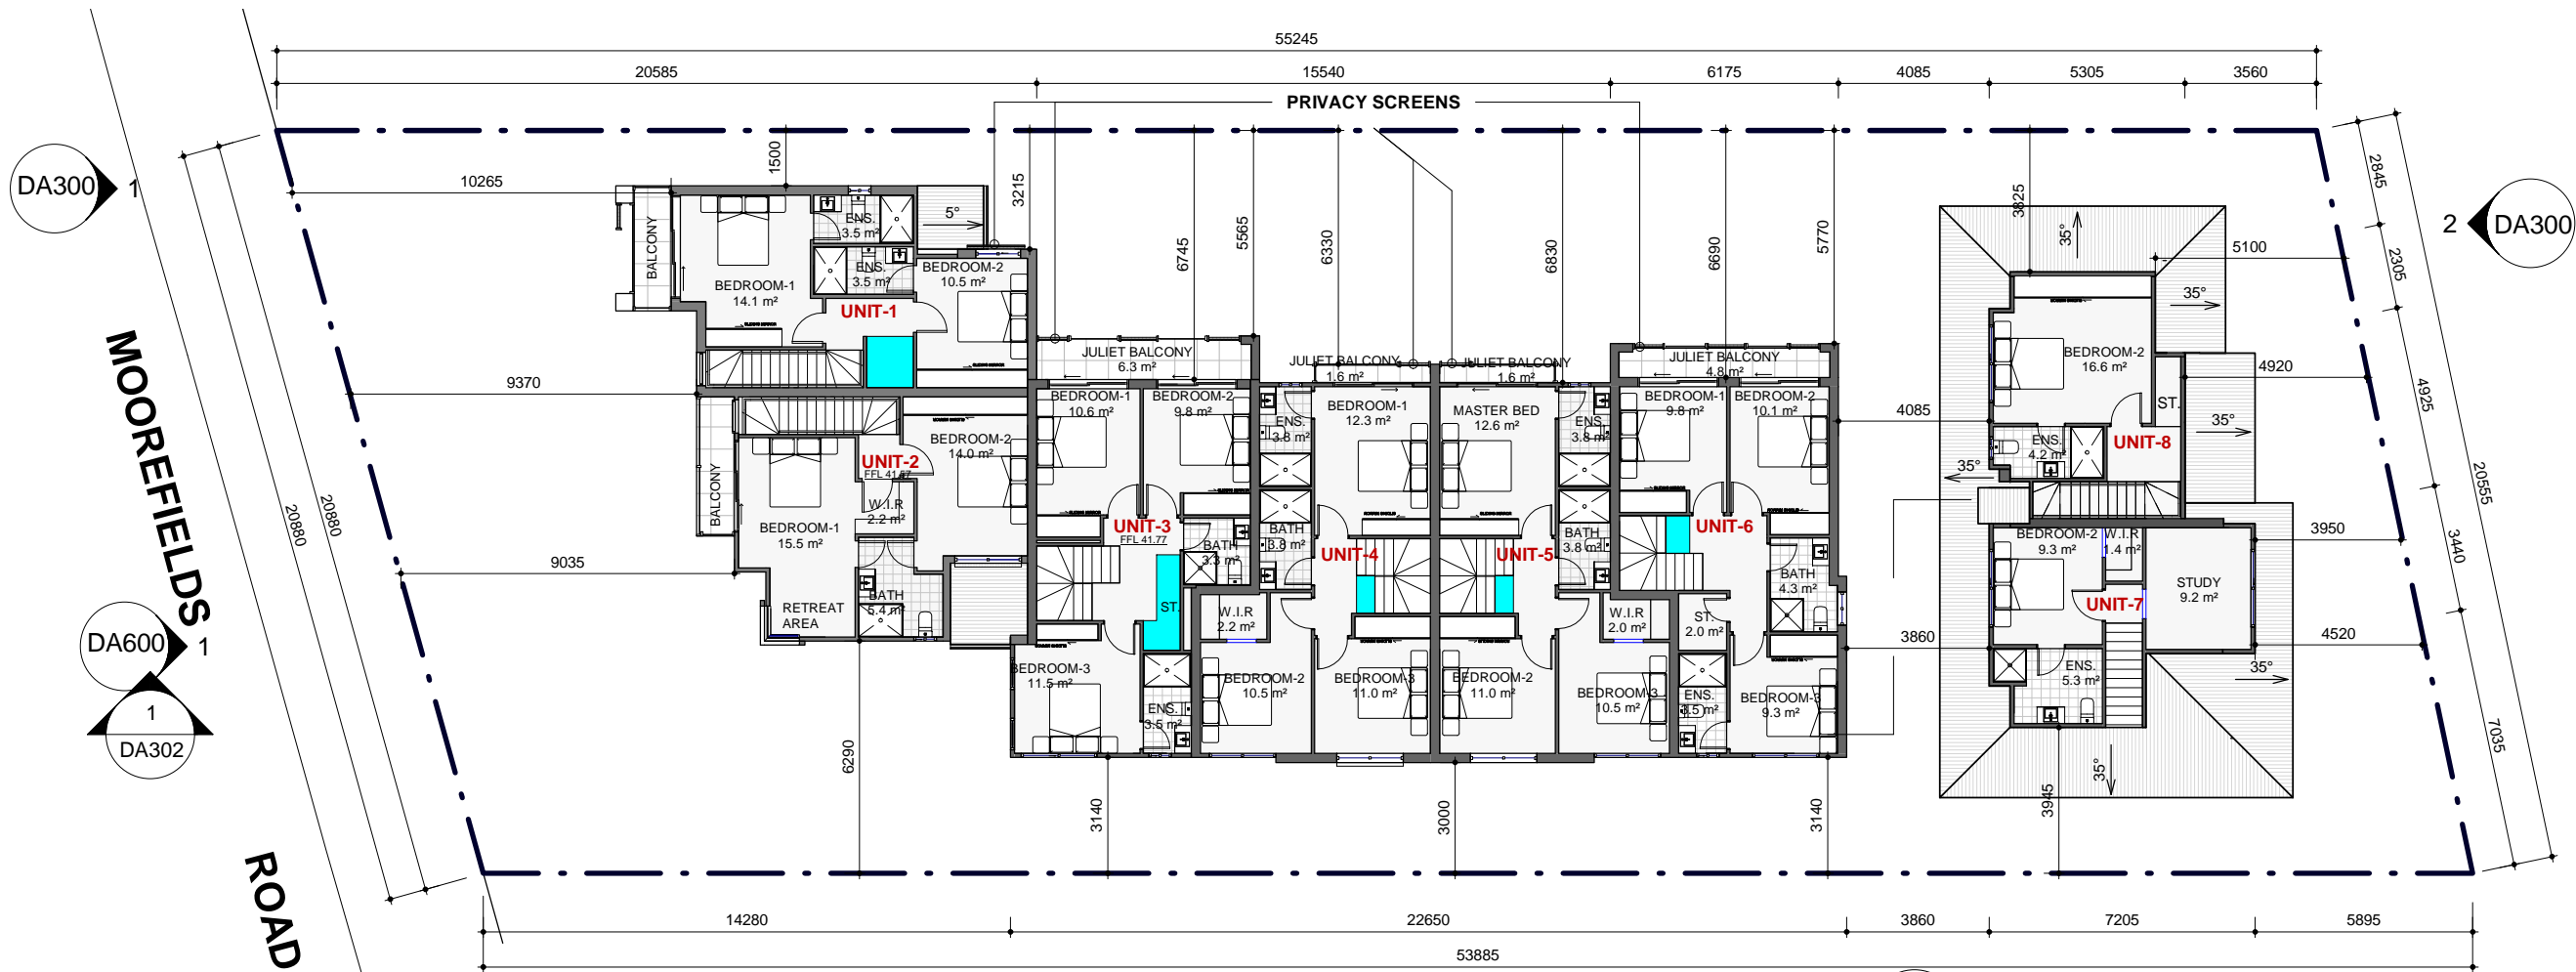 55245
20585
15540
6175
4085
5305
3560
PRIVACY SCREENS
DA300
1
10265
1500
3215
6745
5565
6330
6830
6690
5770
3825
2845
2305
4925
3440
7035
20555
2
DA300
MOOREFIELDS
ROAD
20880
20880
9370
9035
DA600
1
1
DA302
BALCONY
BEDROOM-1
14.1 m²
ENS.
3.5 m²
ENS.
3.5 m²
5°
BEDROOM-2
10.5 m²
UNIT-1
BALCONY
BEDROOM-2
14.0 m²
UNIT-2
FFL 41.57
W.I.R
2.2 m²
BEDROOM-1
15.5 m²
RETREAT
AREA
BATH
5.4 m²
6290
JULIET BALCONY
6.3 m²
BEDROOM-1
10.6 m²
BEDROOM-2
9.8 m²
UNIT-3
FFL 41.77
BATH
3.3 m²
ST.
BEDROOM-3
11.5 m²
ENS.
3.5 m²
3140
JULIET BALCONY
1.6 m²
ENS.
3.8 m²
BEDROOM-1
12.3 m²
BATH
3.8 m²
UNIT-4
W.I.R
2.2 m²
BEDROOM-2
10.5 m²
BEDROOM-3
11.0 m²
JULIET BALCONY
1.6 m²
MASTER BED
12.6 m²
ENS.
3.8 m²
UNIT-5
BATH
3.8 m²
W.I.R
2.0 m²
BEDROOM-2
11.0 m²
BEDROOM-3
10.5 m²
3000
JULIET BALCONY
4.8 m²
BEDROOM-1
9.8 m²
BEDROOM-2
10.1 m²
UNIT-6
BATH
4.3 m²
ST.
2.0 m²
ENS.
3.5 m²
BEDROOM-3
9.3 m²
3140
4085
3860
35°
5100
35°
BEDROOM-2
16.6 m²
4920
ST.
35°
UNIT-8
ENS.
4.2 m²
35°
BEDROOM-2
9.3 m²
W.I.R
1.4 m²
3950
STUDY
9.2 m²
UNIT-7
4520
ENS.
5.3 m²
35°
35°
3945
14280
22650
3860
7205
5895
53885